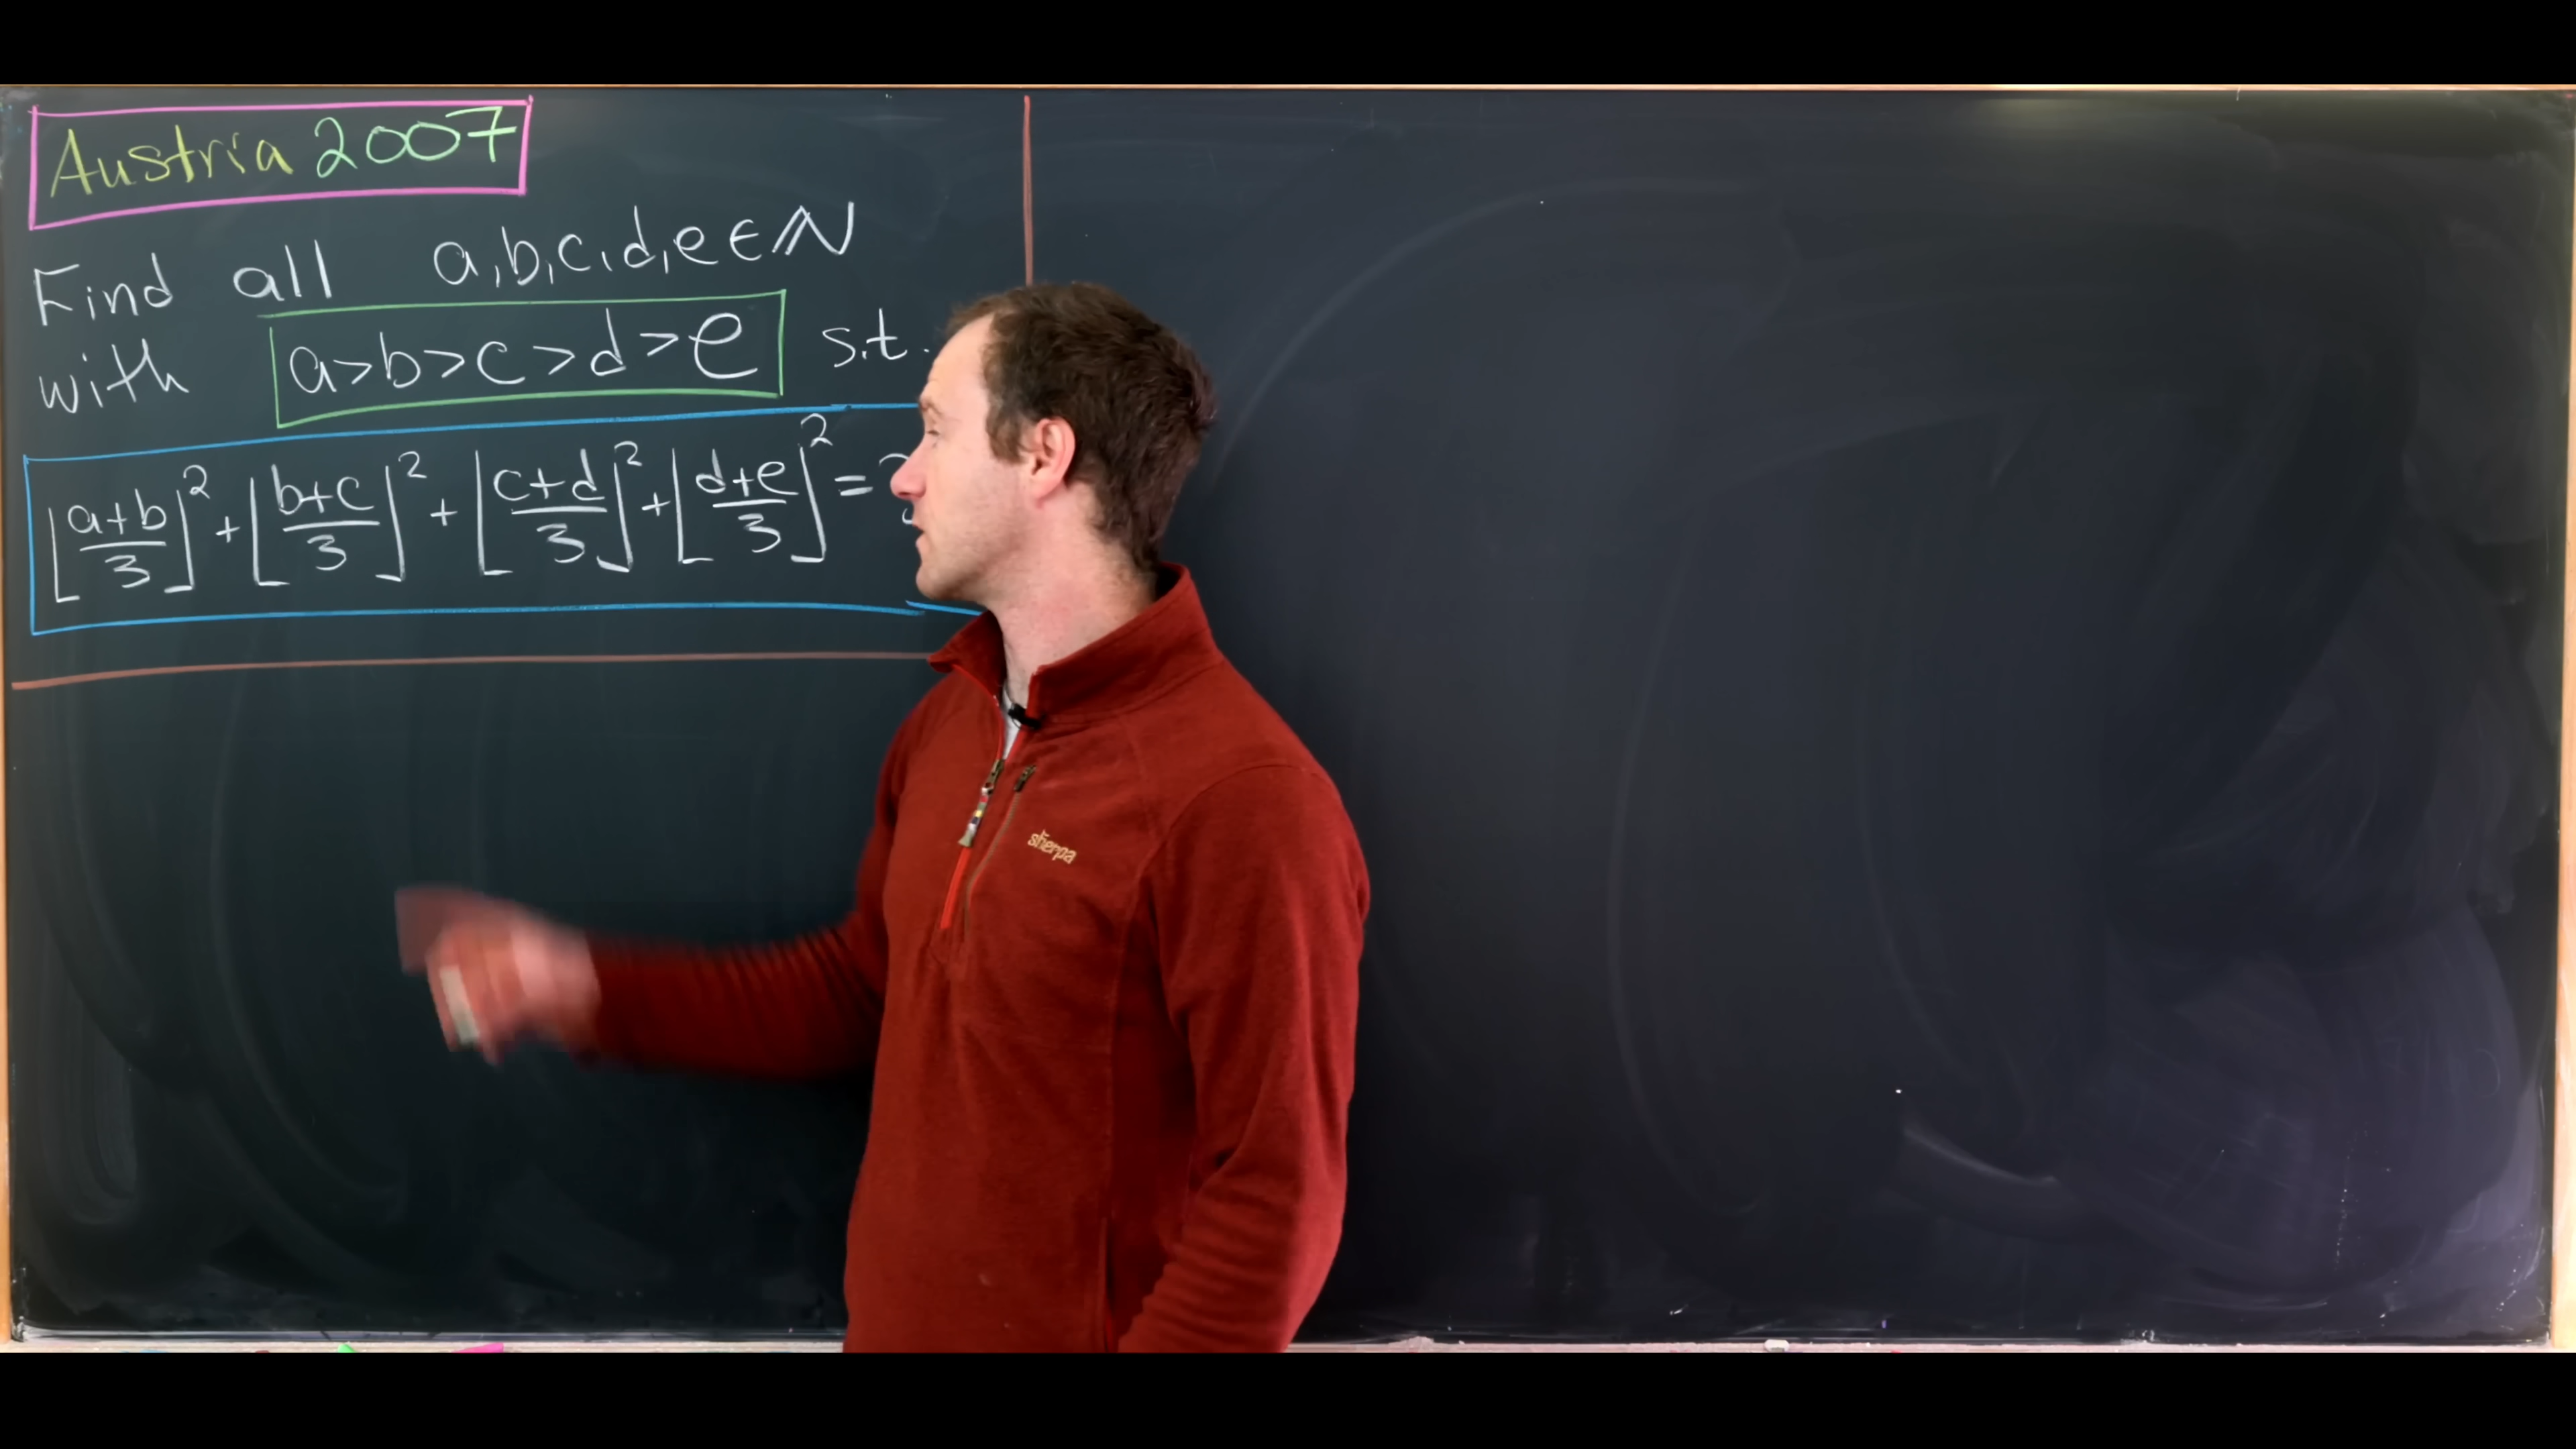 Austria 2007
Find all a,b,c,d,e ∈ ℕ
with a>b>c>d>e s.t.
⌊(a+b)/3⌋² + ⌊(b+c)/3⌋² + ⌊(c+d)/3⌋² + ⌊(d+e)/3⌋² =
sherpa